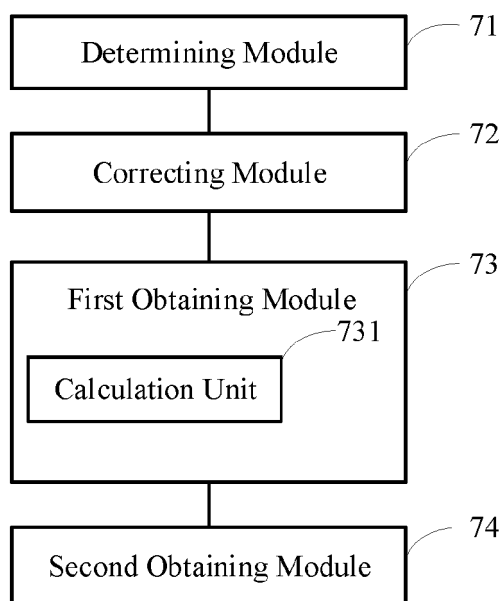 71
Determining Module
72
Correcting Module
73
First Obtaining Module
731
Calculation Unit
74
Second Obtaining Module